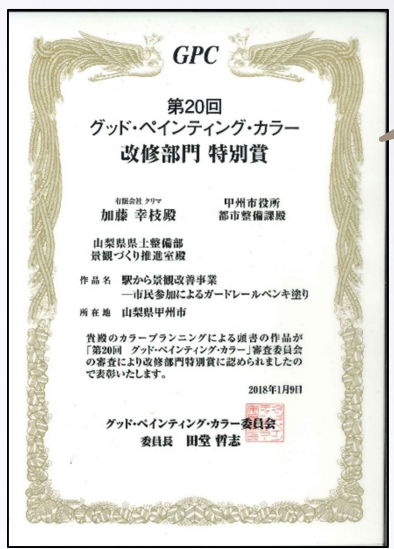 GPC
第20回
グッド・ペインティング・カラー
改修部門 特別賞
有限会社 クリマ
加藤 幸枝殿
甲州市役所
都市整備課殿
山梨県県土整備部
景観づくり推進室殿
作品名 駅から景観改善事業
―市民参加によるガードレールペンキ塗り
所在地 山梨県甲州市
貴殿のカラープランニングによる頭書の作品が
「第20回 グッド・ペインティング・カラー」審査委員会
の審査により改修部門特別賞に認められましたの
で表彰いたします。
2018年1月9日
グッド・ペインティング・カラー委員会
委員長 田堂 哲志